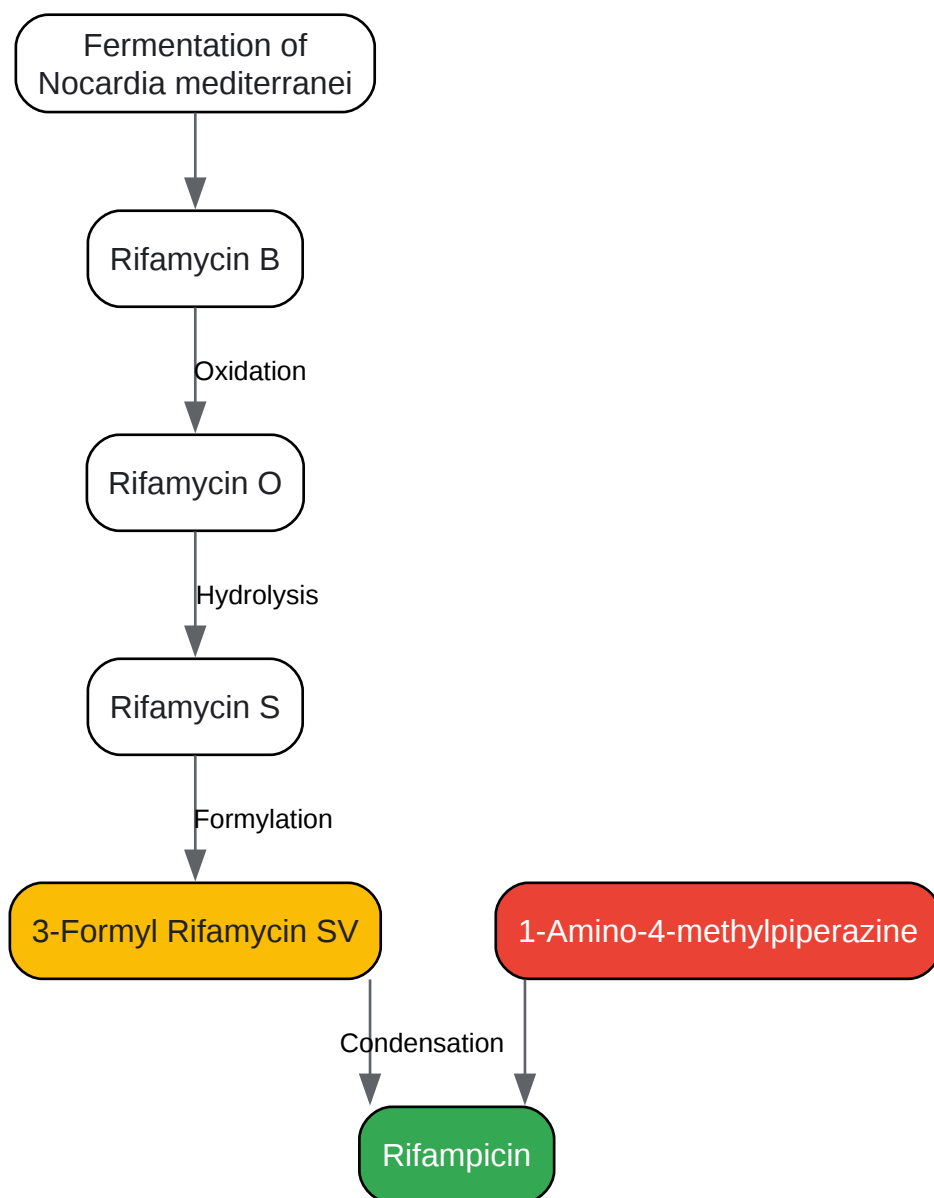 Fermentation of
Nocardia mediterranei
Rifamycin B
Oxidation
Rifamycin O
Hydrolysis
Rifamycin S
Formylation
3-Formyl Rifamycin SV
1-Amino-4-methylpiperazine
Condensation
Rifampicin